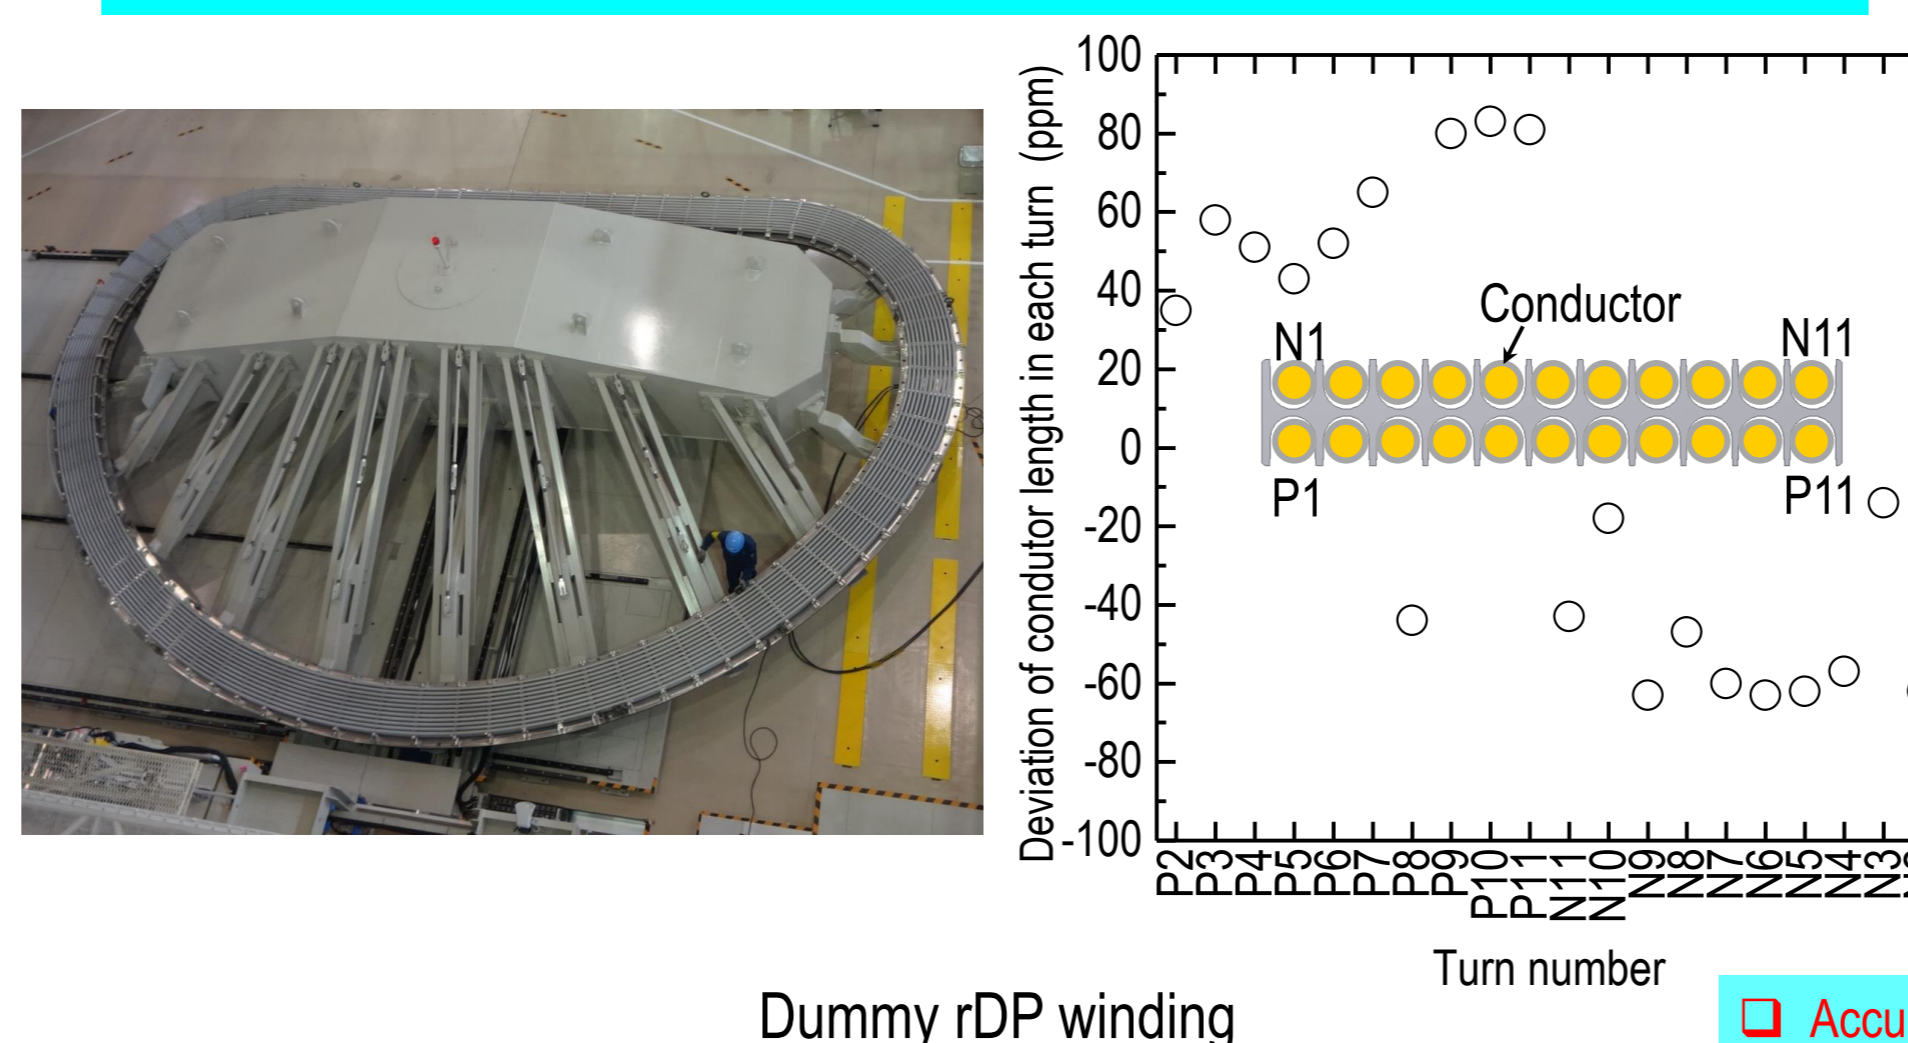 Deviation of condutor length in each turn (ppm)
100
80
60
40
20
0
-20
-40
-60
-80
-100
Conductor
N1
N11
P1
P11
P2
P3
P4
P5
P6
P7
P8
P9
P10
P11
N11
N10
N9
N8
N7
N6
N5
N4
N3
Turn number
Dummy rDP winding
❑ Accu